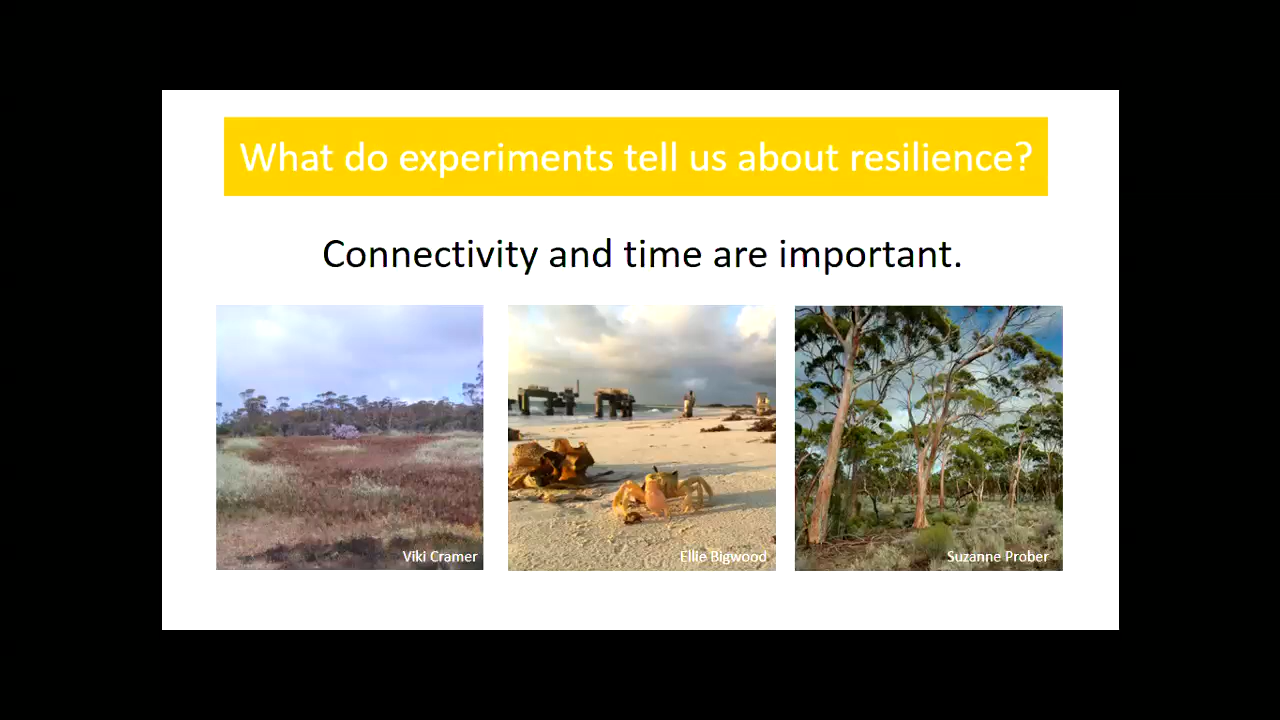 What do experiments tell us about resilience?
Connectivity and time are important.
Viki Cramer
Ellie Bigwood
Suzanne Prober